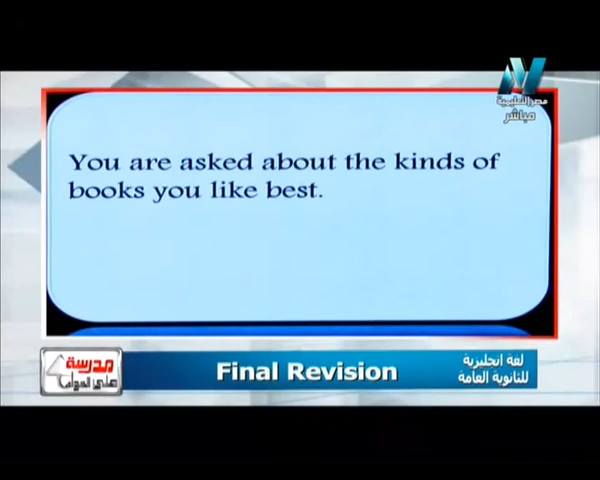 مصر التعليمية
مباشر
You are asked about the kinds of
books you like best.
مدرسة
على الهواء
Final Revision
لغة انجليزية
للثانوية العامة